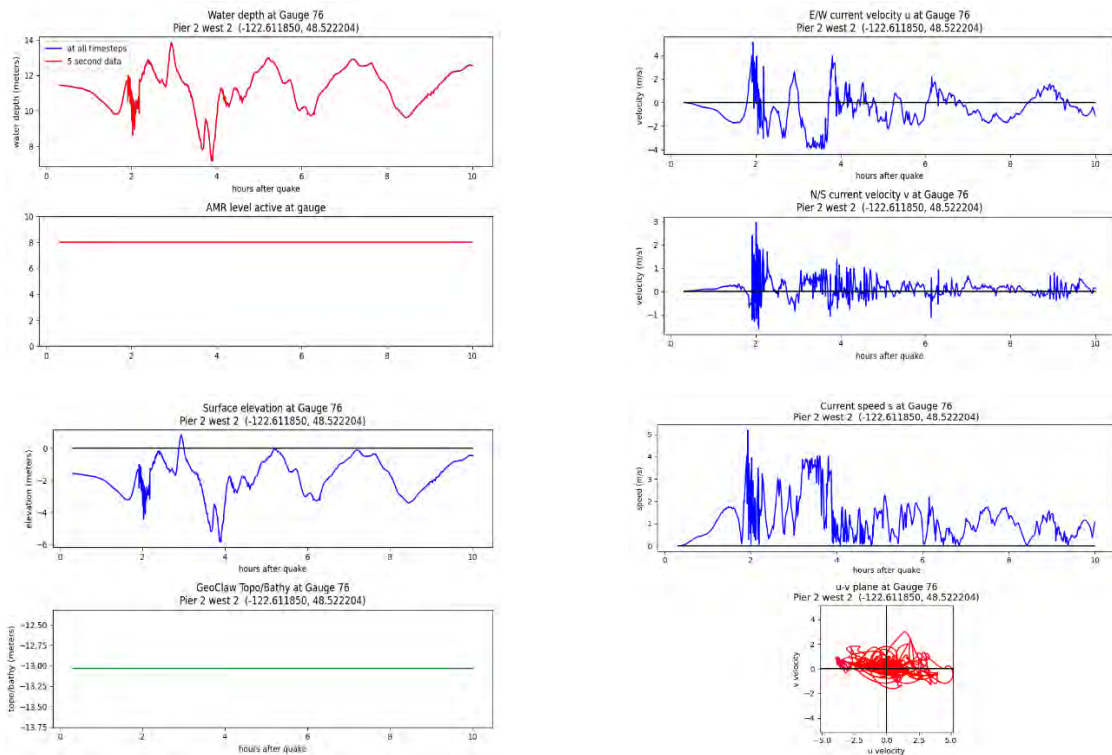 Water depth at Gauge 76
Pier 2 west 2 (-122.611850, 48.522204)
14
12
10
8
water depth (meters)
at all timesteps
5 second data
0 2 4 6 8 10
hours after quake
AMR level active at gauge
10
8
6
4
2
0
0 2 4 6 8 10
hours after quake
Surface elevation at Gauge 76
Pier 2 west 2 (-122.611850, 48.522204)
0
−2
−4
−6
elevation (meters)
0 2 4 6 8 10
hours after quake
GeoClaw Topo/Bathy at Gauge 76
Pier 2 west 2 (-122.611850, 48.522204)
−12.50
−12.75
−13.00
−13.25
−13.50
−13.75
topo/bathy (meters)
0 2 4 6 8 10
hours after quake
E/W current velocity u at Gauge 76
Pier 2 west 2 (-122.611850, 48.522204)
4
2
0
−2
−4
velocity (m/s)
0 2 4 6 8 10
hours after quake
N/S current velocity v at Gauge 76
Pier 2 west 2 (-122.611850, 48.522204)
3
2
1
0
−1
velocity (m/s)
0 2 4 6 8 10
hours after quake
Current speed s at Gauge 76
Pier 2 west 2 (-122.611850, 48.522204)
5
4
3
2
1
0
speed (m/s)
0 2 4 6 8 10
hours after quake
u-v plane at Gauge 76
Pier 2 west 2 (-122.611850, 48.522204)
4
2
0
−2
−4
v velocity
−5.0 −2.5 0.0 2.5 5.0
u velocity